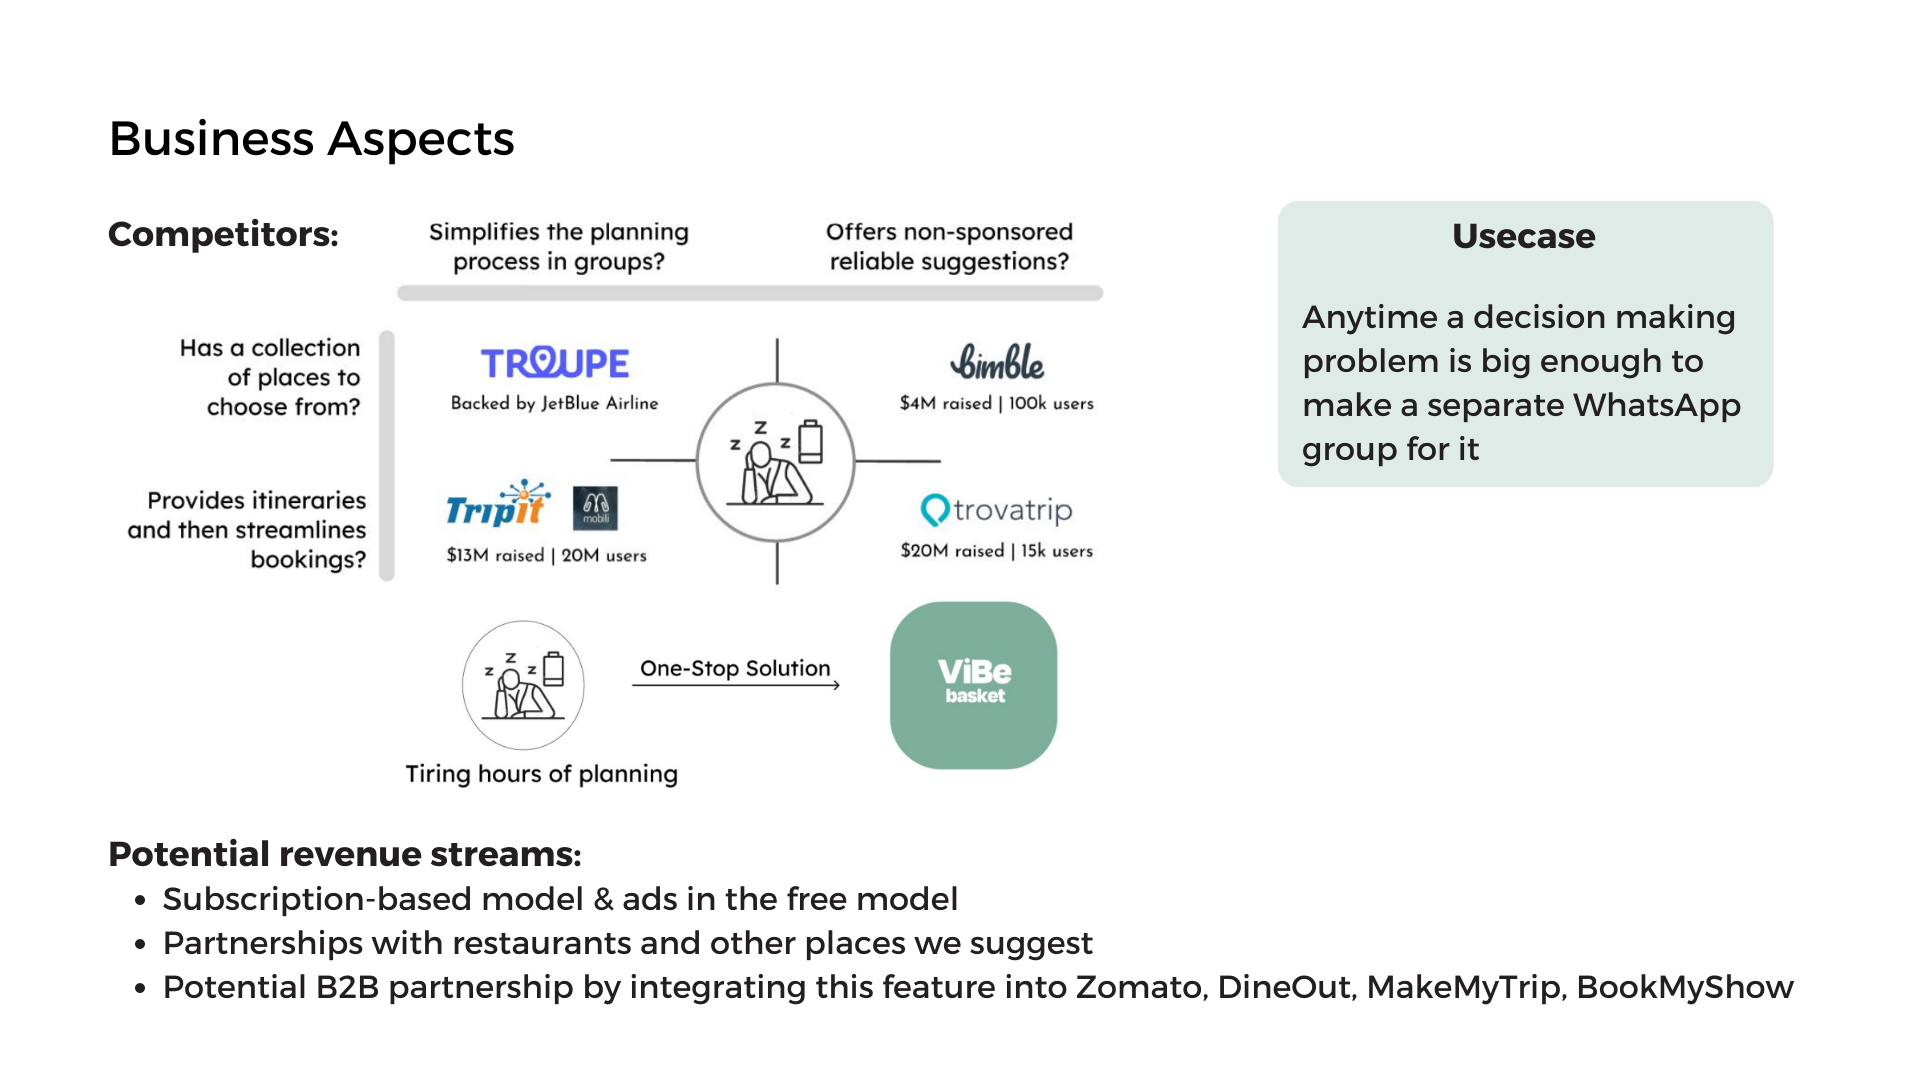 Business Aspects
Competitors:
Simplifies the planning
process in groups?
Offers non-sponsored
reliable suggestions?
Has a collection
of places to
choose from?
TROUPE
Backed by JetBlue Airline
bimble
$4M raised | 100k users
z z z
Provides itineraries
and then streamlines
bookings?
Tripit
mobili
$13M raised | 20M users
trovatrip
$20M raised | 15k users
z z z
Tiring hours of planning
One-Stop Solution
ViBe
basket
Usecase
Anytime a decision making
problem is big enough to
make a separate WhatsApp
group for it
Potential revenue streams:
• Subscription-based model & ads in the free model
• Partnerships with restaurants and other places we suggest
• Potential B2B partnership by integrating this feature into Zomato, DineOut, MakeMyTrip, BookMyShow